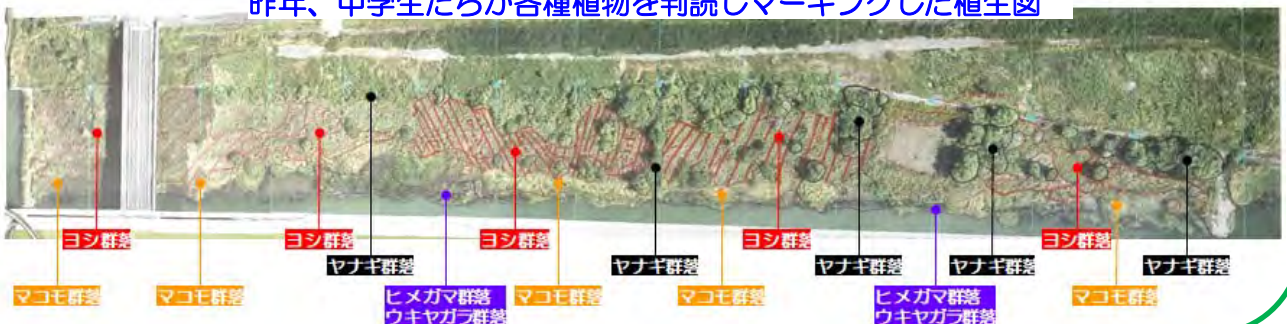 昨年、中学生たちが各種植物を判読しマーキングした植生図
ヨシ群落
ヨシ群落
ヨシ群落
ヨシ群落
ヨシ群落
ヤナギ群落
ヤナギ群落
ヤナギ群落
ヤナギ群落
ヤナギ群落
マコモ群落
マコモ群落
ヒメガマ群落
ウキヤガラ群落
マコモ群落
マコモ群落
ヒメガマ群落
ウキヤガラ群落
マコモ群落